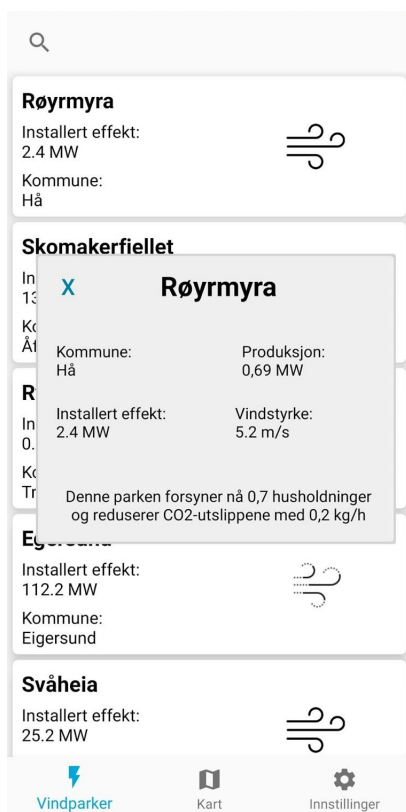 Røyrmyra
Installert effekt:
2.4 MW
Kommune:
Hå
Skomakerfjellet
X
Røyrmyra
Kommune:
Hå
Produksjon:
0,69 MW
Installert effekt:
2.4 MW
Vindstyrke:
5.2 m/s
Denne parken forsyner nå 0,7 husholdninger
og reduserer CO2-utslippene med 0,2 kg/h
Installert effekt:
112.2 MW
Kommune:
Eigersund
Svåheia
Installert effekt:
25.2 MW
Vindparker
Kart
Innstillinger